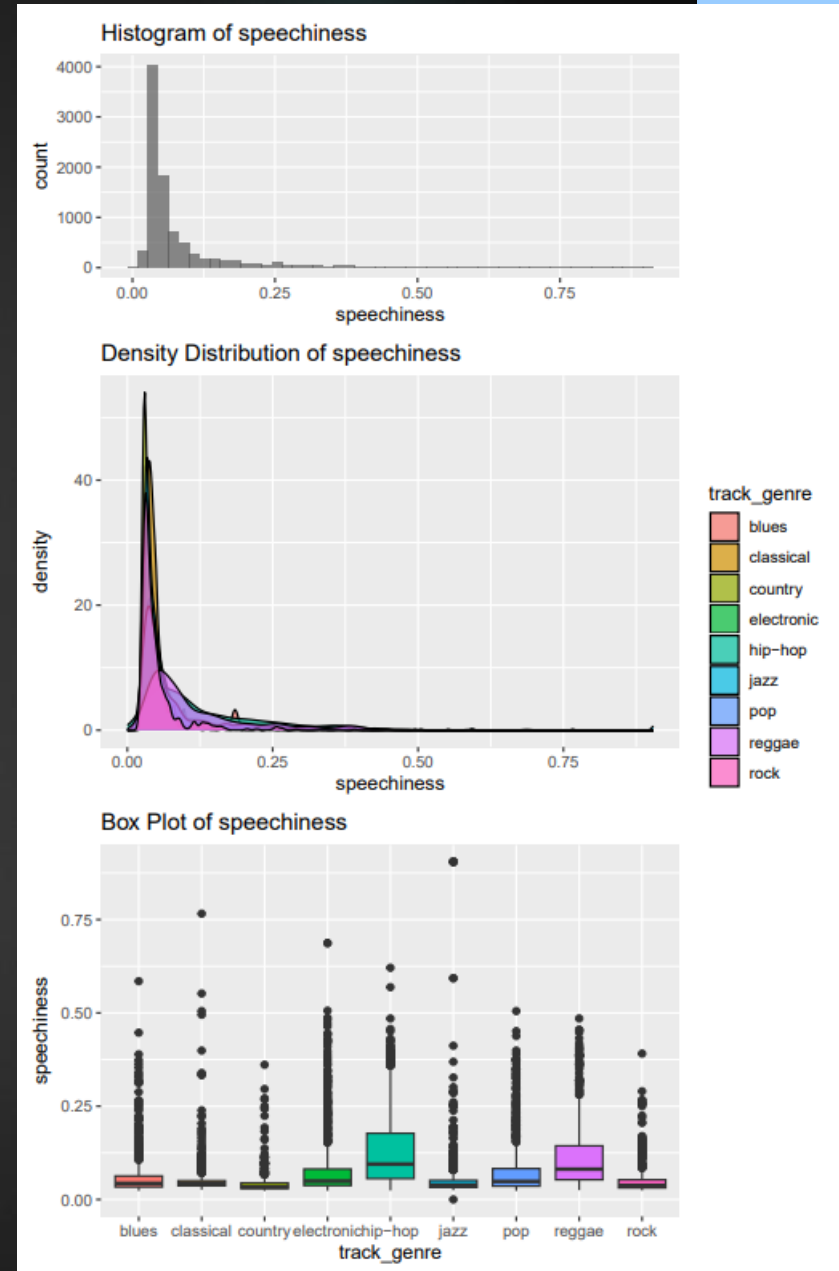 Histogram of speechiness
4000
3000
2000
1000
0
count
0.00 0.25 0.50 0.75
speechiness
Density Distribution of speechiness
40
20
0
density
0.00 0.25 0.50 0.75
speechiness
track_genre
blues
classical
country
electronic
hip-hop
jazz
pop
reggae
rock
Box Plot of speechiness
0.75
0.50
0.25
0.00
speechiness
blues classical country electronic hip-hop jazz pop reggae rock
track_genre